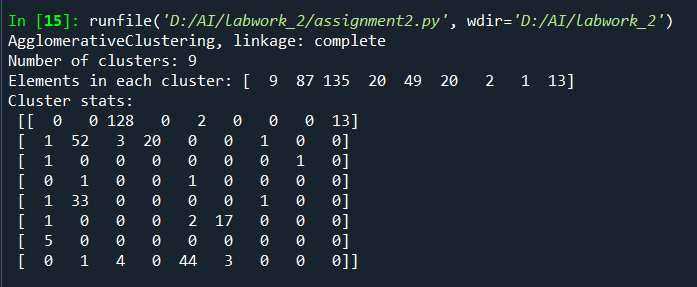 In [15]: runfile('D:/AI/labwork_2/assignment2.py', wdir='D:/AI/labwork_2')
AgglomerativeClustering, linkage: complete
Number of clusters: 9
Elements in each cluster: [ 9 87 135 20 49 20 2 1 13]
Cluster stats:
[[ 0 0 128 0 2 0 0 0 13]
[ 1 52 3 20 0 0 1 0 0]
[ 1 0 0 0 0 0 0 1 0]
[ 0 1 0 0 1 0 0 0 0]
[ 1 33 0 0 0 0 1 0 0]
[ 1 0 0 0 2 17 0 0 0]
[ 5 0 0 0 0 0 0 0 0]
[ 0 1 4 0 44 3 0 0 0]]